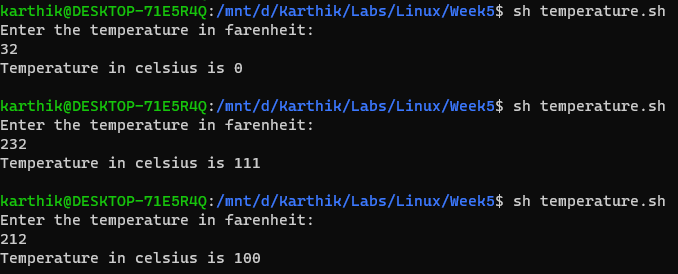 karthik@DESKTOP-71E5R4Q:/mnt/d/Karthik/Labs/Linux/Week5$ sh temperature.sh
Enter the temperature in farenheit:
32
Temperature in celsius is 0
karthik@DESKTOP-71E5R4Q:/mnt/d/Karthik/Labs/Linux/Week5$ sh temperature.sh
Enter the temperature in farenheit:
232
Temperature in celsius is 111
karthik@DESKTOP-71E5R4Q:/mnt/d/Karthik/Labs/Linux/Week5$ sh temperature.sh
Enter the temperature in farenheit:
212
Temperature in celsius is 100